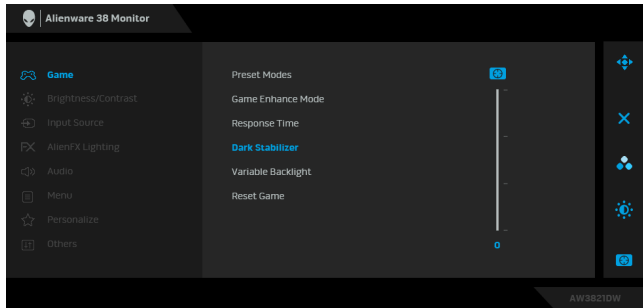 Alienware 38 Monitor
Game
Brightness/Contrast
Input Source
FX AlienFX Lighting
Audio
Menu
Personalize
Others
Preset Modes
Game Enhance Mode
Response Time
Dark Stabilizer
Variable Backlight
Reset Game
0
AW3821DW